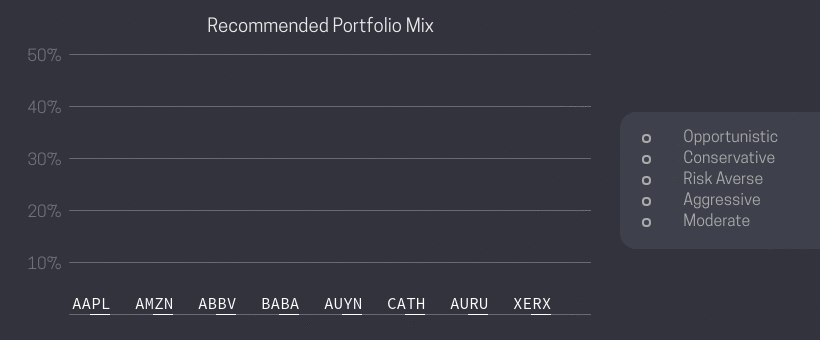 Recommended Portfolio Mix
50%
40%
30%
20%
10%
AAPL AMZN ABBV BABA AUYN CATH AURU XERX
Opportunistic
Conservative
Risk Averse
Aggressive
Moderate